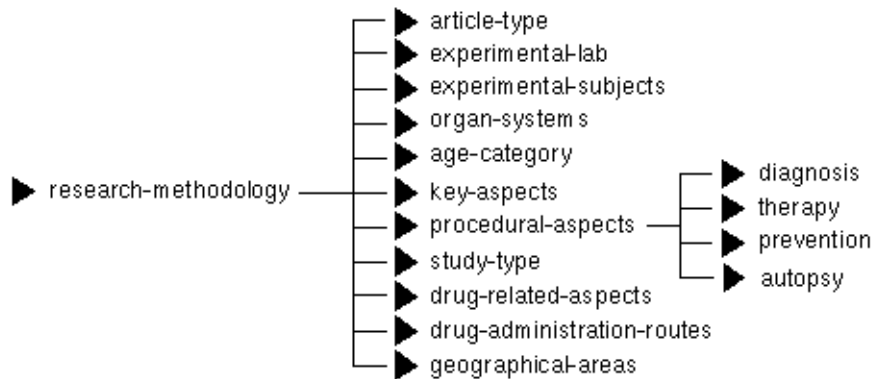 article-type
experimental-lab
experimental-subjects
organ-systems
age-category
research-methodology
key-aspects
procedural-aspects
study-type
drug-related-aspects
drug-administration-routes
geographical-areas
diagnosis
therapy
prevention
autopsy